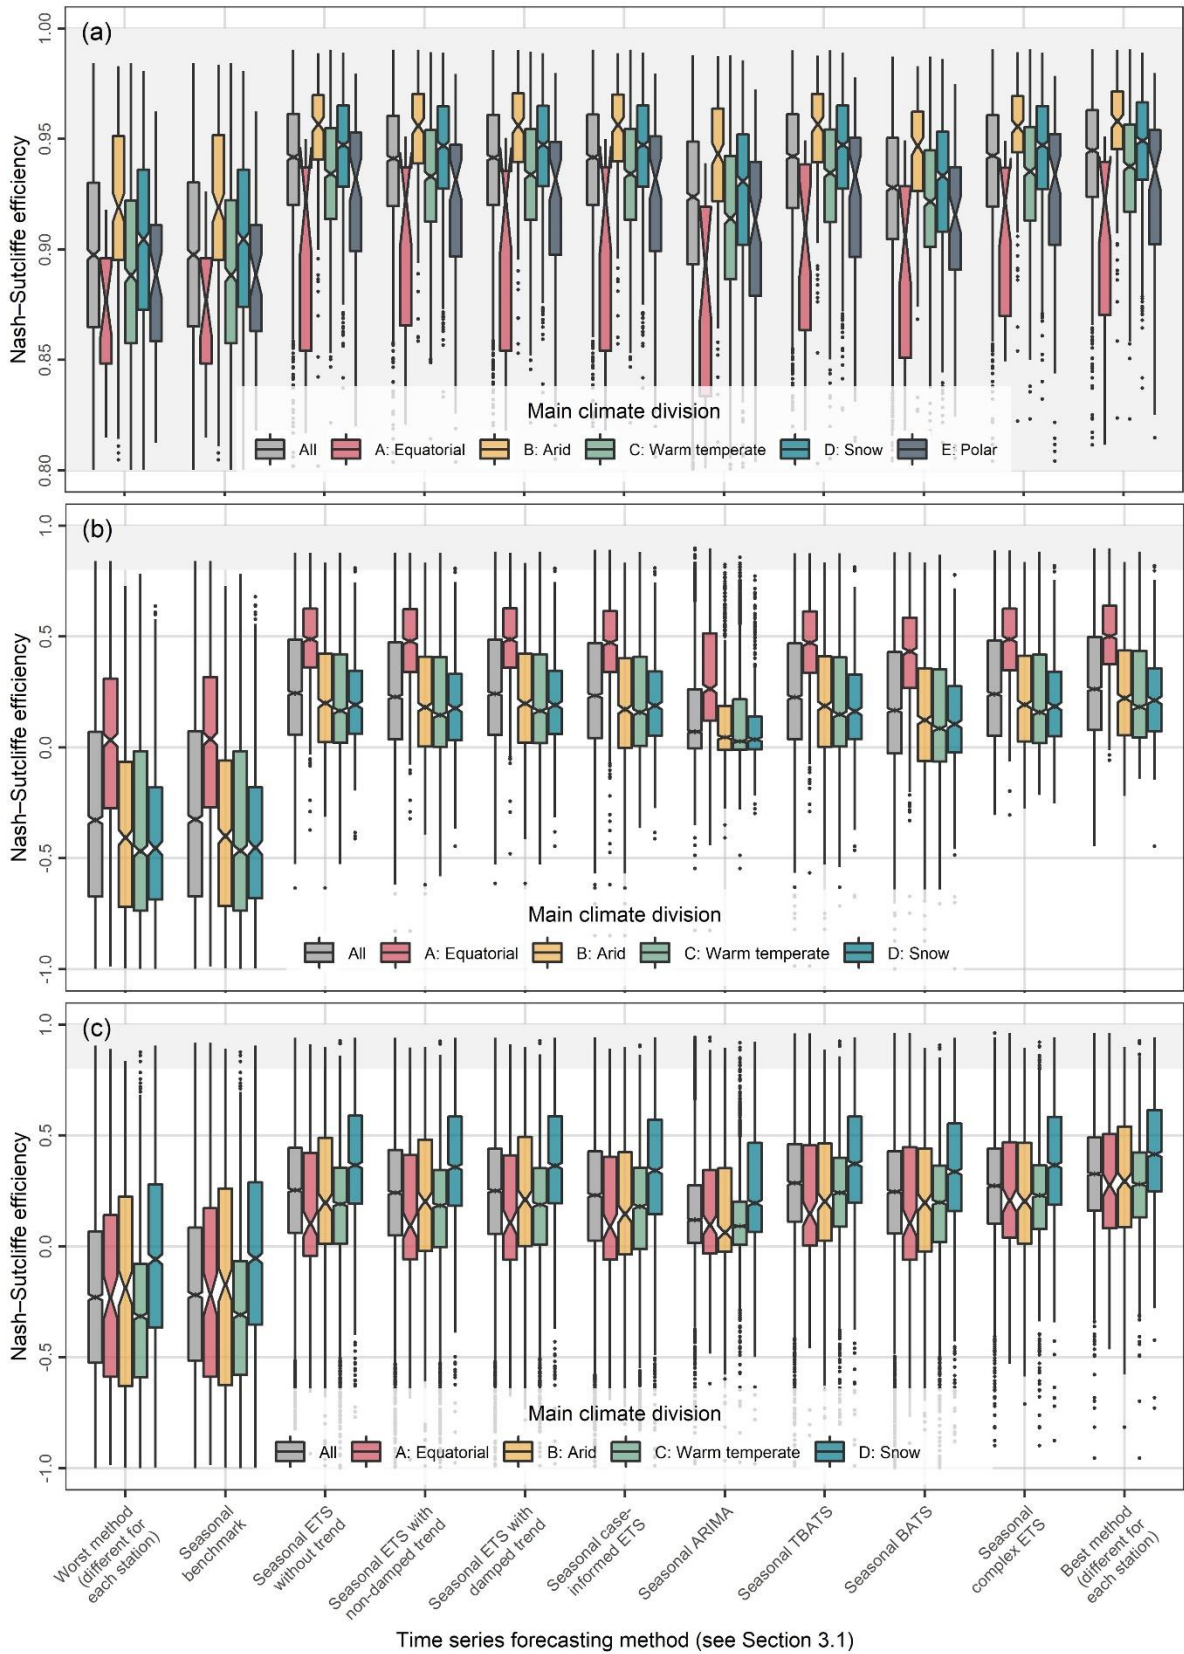 (a)
1.00
0.95
0.90
0.85
0.80
Nash–Sutcliffe efficiency
Main climate division
All A: Equatorial B: Arid C: Warm temperate D: Snow E: Polar
(b)
1.0
0.5
0.0
-0.5
-1.0
Nash–Sutcliffe efficiency
Main climate division
All A: Equatorial B: Arid C: Warm temperate D: Snow
(c)
1.0
0.5
0.0
-0.5
-1.0
Nash–Sutcliffe efficiency
Main climate division
All A: Equatorial B: Arid C: Warm temperate D: Snow
Worst method
(different for
each station)
Seasonal
benchmark
Seasonal ETS
without trend
Seasonal ETS with
non-damped trend
Seasonal ETS with
damped trend
Seasonal case-
informed ETS
Seasonal ARIMA
Seasonal TBATS
Seasonal BATS
Seasonal
complex ETS
Best method
(different for
each station)
Time series forecasting method (see Section 3.1)